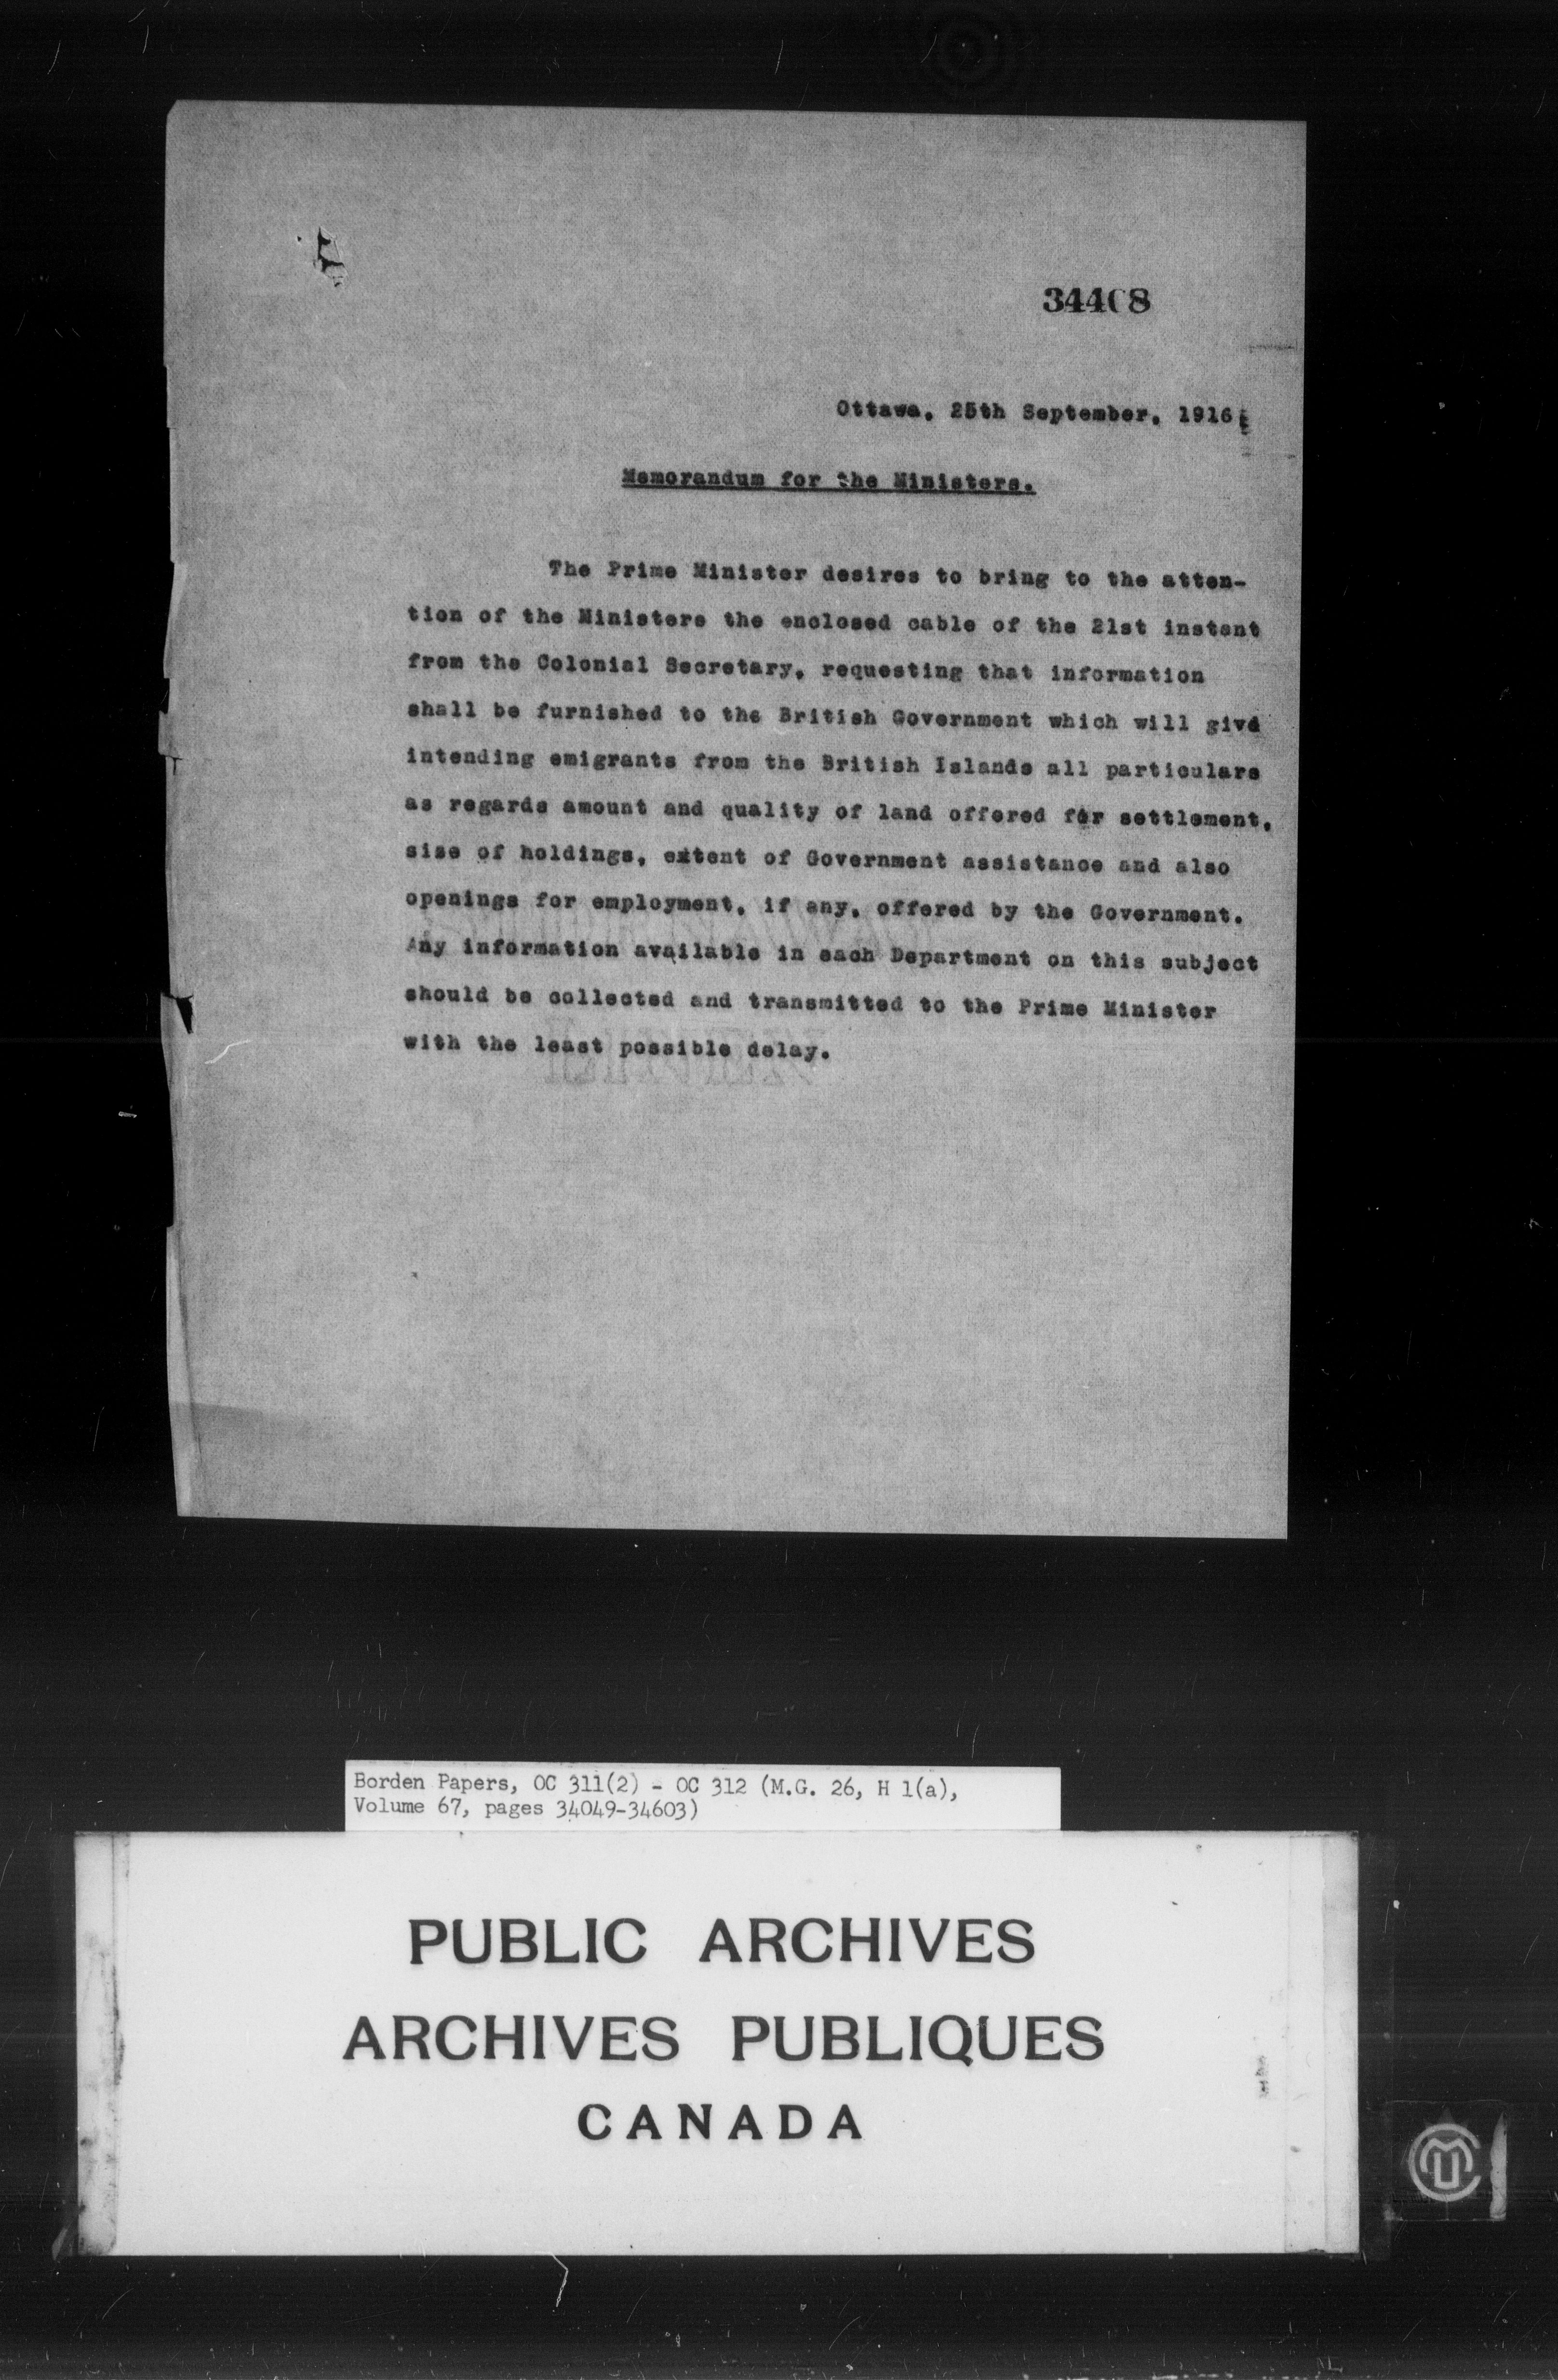 34408
Ottawa, 25th September, 1916.
Memorandum for the Ministers.
The Prime Minister desires to bring to the atten-
tion of the Ministers the enclosed cable of the 21st instant
from the Colonial Secretary, requesting that information
shall be furnished to the British Government which will give
intending emigrants from the British Islands all particulars
as regards amount and quality of land offered for settlement,
size of holdings, extent of Government assistance and also
openings for employment, if any, offered by the Government.
Any information available in each Department on this subject
should be collected and transmitted to the Prime Minister
with the least possible delay.
Borden Papers, OC 311(2) - OC 312 (M.G. 26, H 1(a),
Volume 67, pages 34049-34603)
PUBLIC ARCHIVES
ARCHIVES PUBLIQUES
CANADA